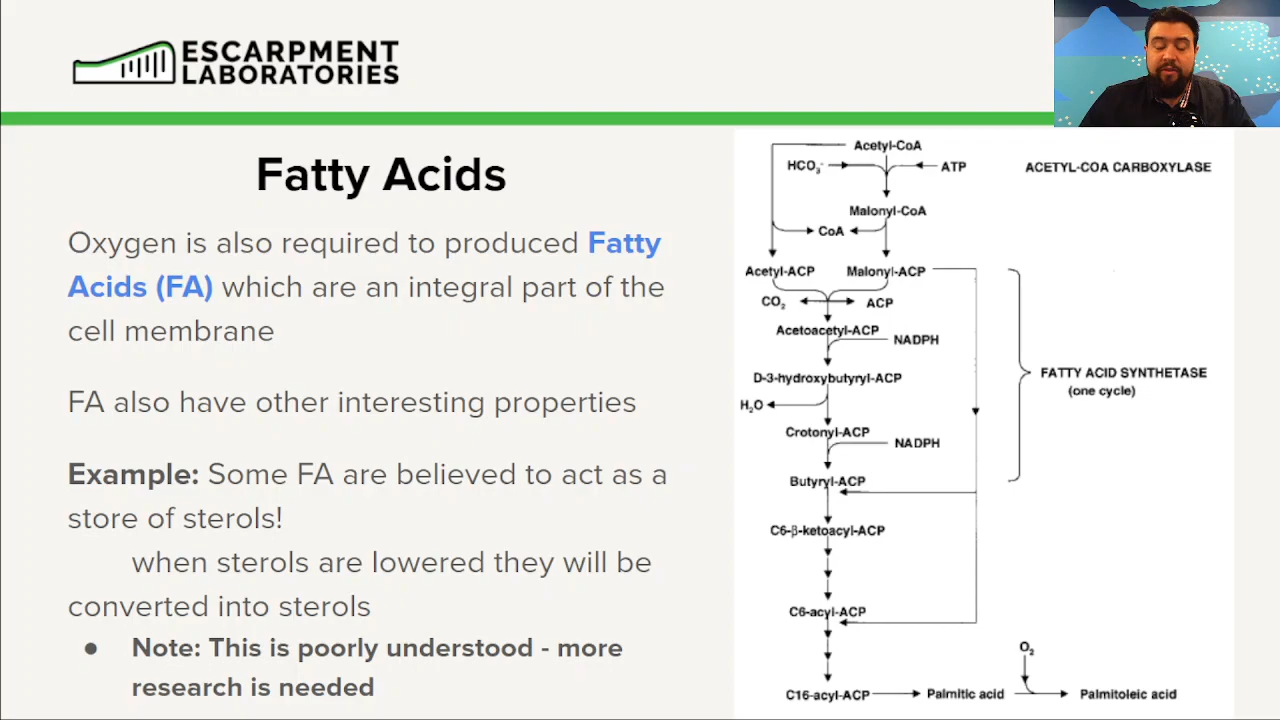 ESCARPMENT
LABORATORIES
Fatty Acids
Oxygen is also required to produced Fatty
Acids (FA) which are an integral part of the
cell membrane
FA also have other interesting properties
Example: Some FA are believed to act as a
store of sterols!
when sterols are lowered they will be
converted into sterols
● Note: This is poorly understood - more
research is needed
Acetyl-CoA
HCO₃⁻ ATP ACETYL-COA CARBOXYLASE
Malonyl-CoA
CoA
Acetyl-ACP Malonyl-ACP
CO₂ ACP
Acetoacetyl-ACP
NADPH
D-3-hydroxybutyryl-ACP
FATTY ACID SYNTHETASE
(one cycle)
H₂O
Crotonyl-ACP
NADPH
Butyryl-ACP
C6-β-ketoacyl-ACP
C6-acyl-ACP
O₂
C16-acyl-ACP Palmitic acid Palmitoleic acid